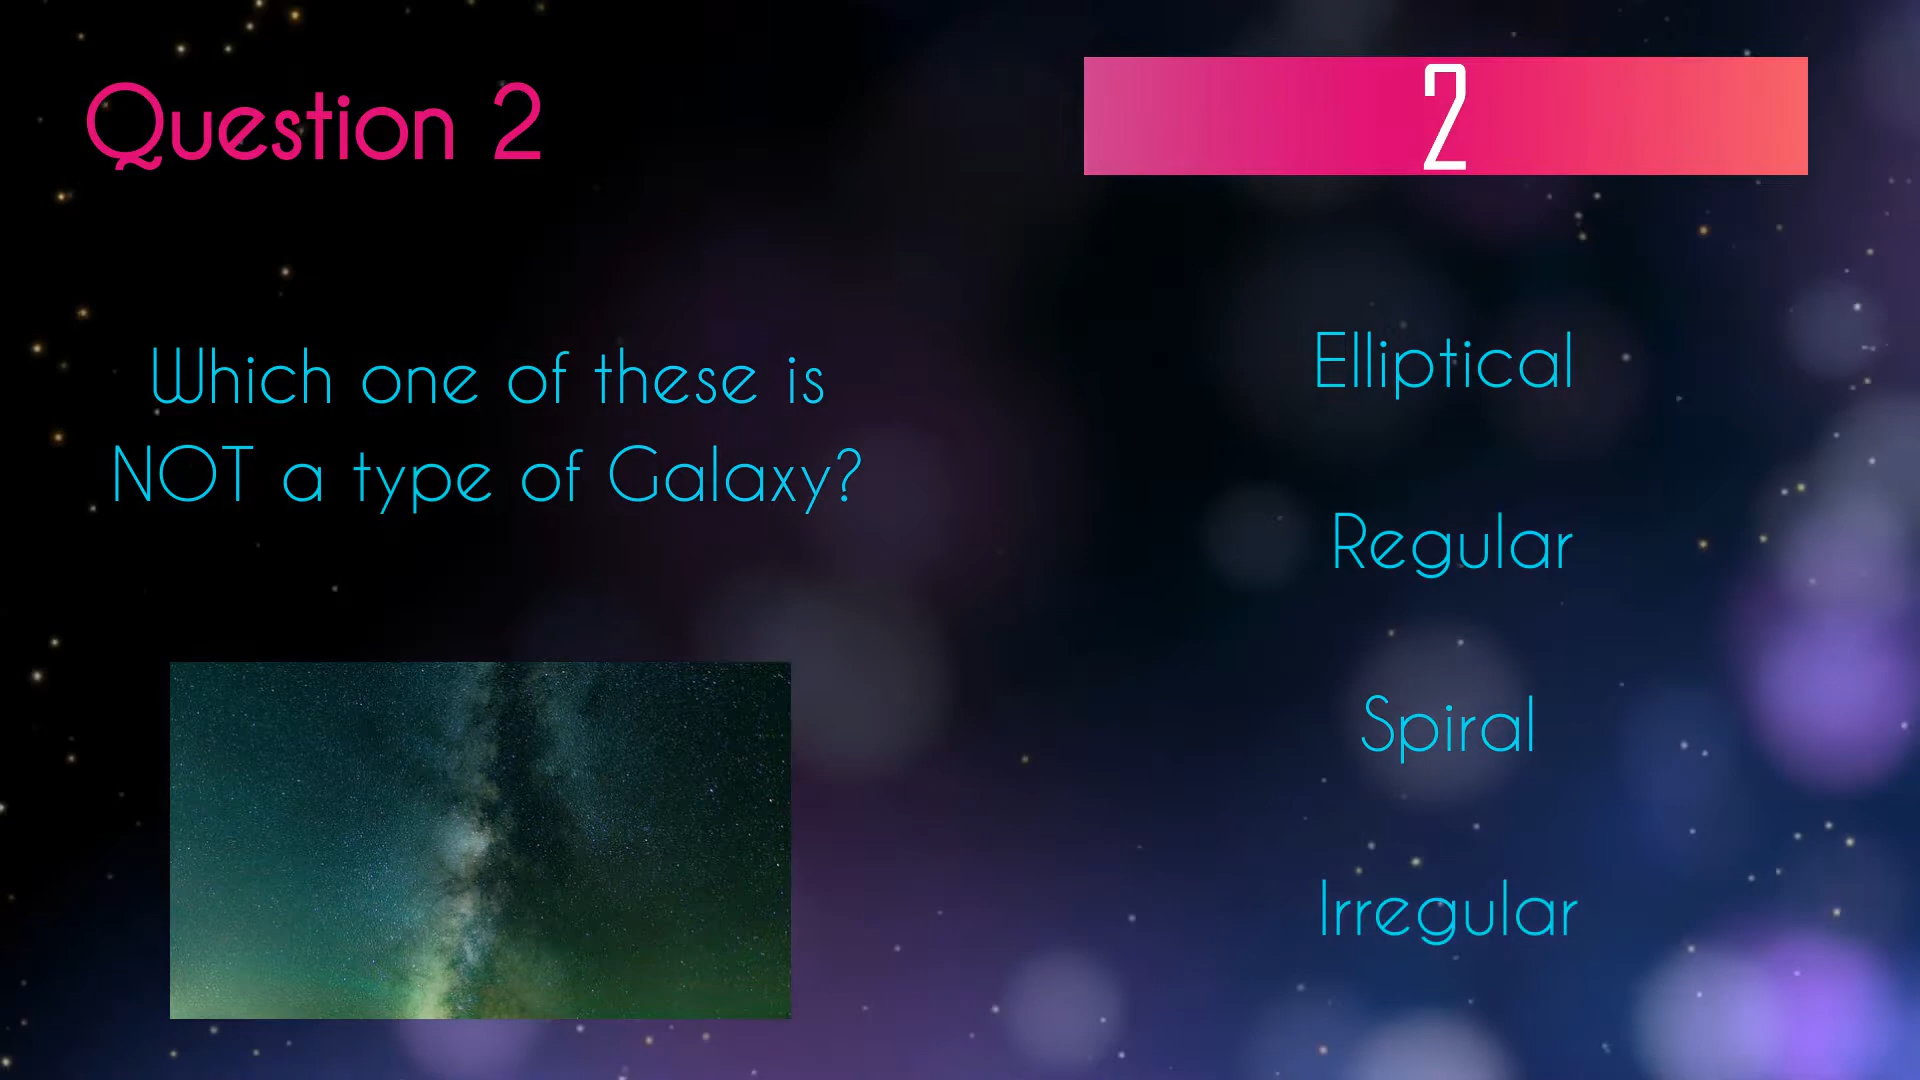 Question 2
2
Which one of these is
NOT a type of Galaxy?
Elliptical
Regular
Spiral
Irregular